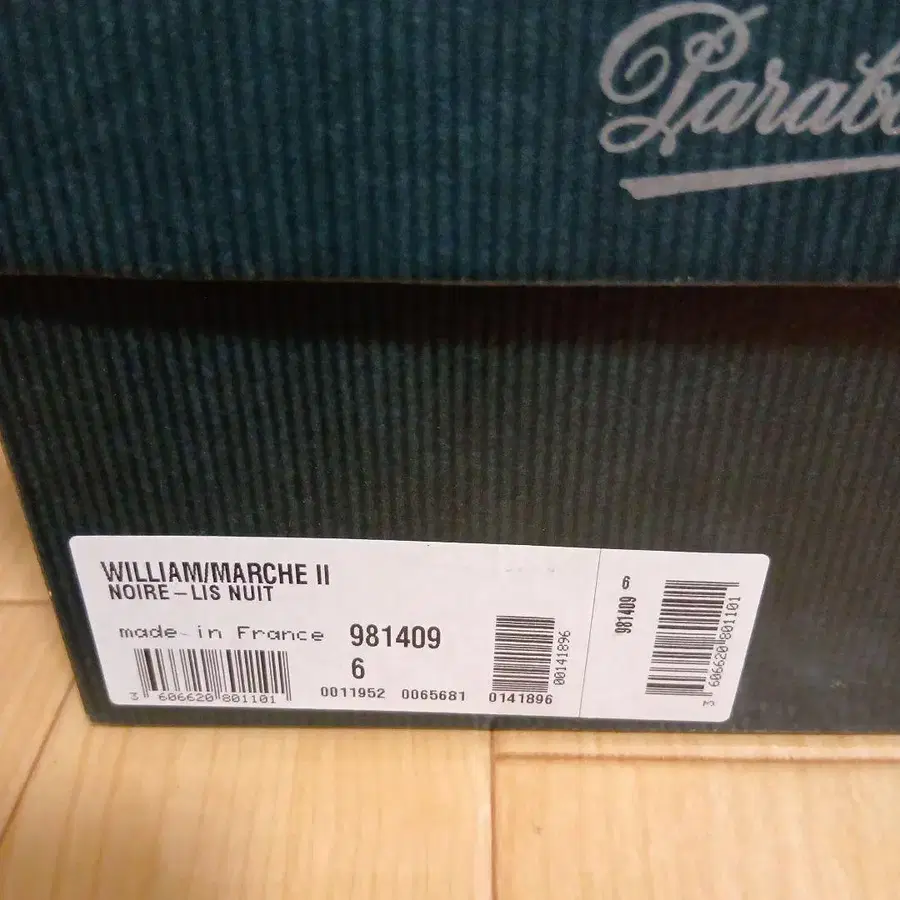 Parabo
WILLIAM/MARCHE II
NOIRE – LIS NUIT
made in France 981409
6
3 606620 801101
0011952 0065681 0141896
00141896
981409 6
3 606620 801101